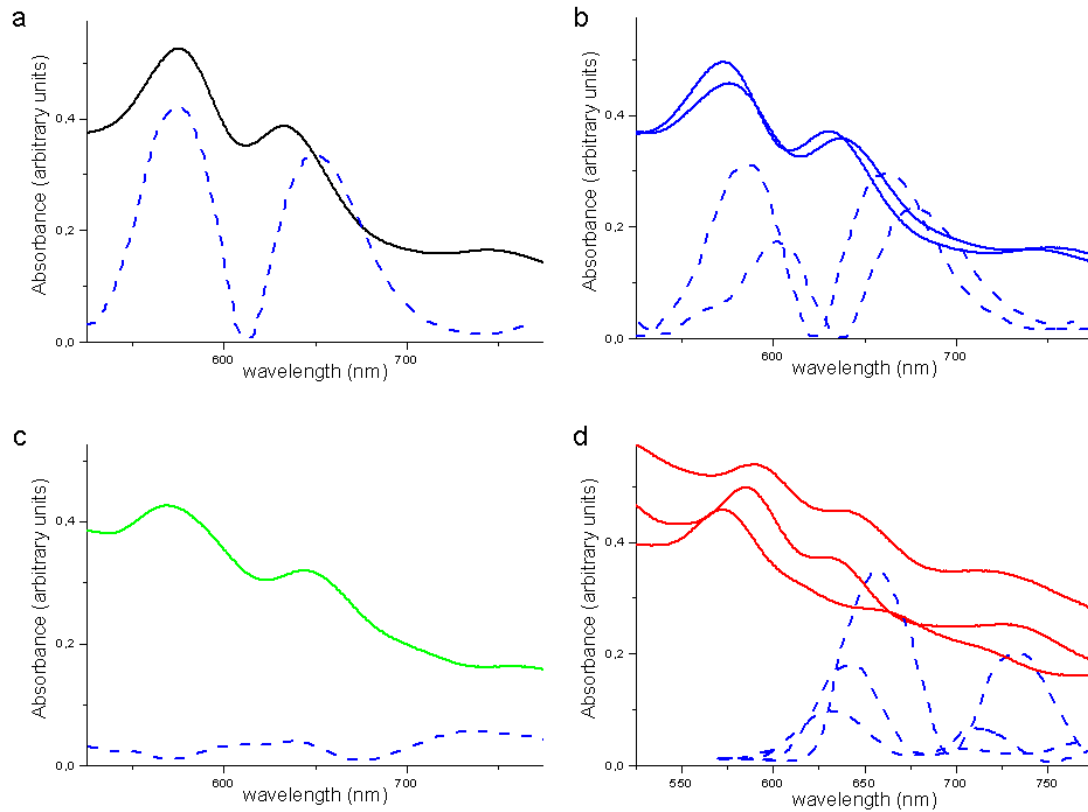 a
Absorbance (arbitrary units)
0,4
0,2
0,0
600
700
wavelength (nm)
b
Absorbance (arbitrary units)
0,4
0,2
0,0
600
700
wavelength (nm)
c
Absorbance (arbitrary units)
0,4
0,2
0,0
600
700
wavelength (nm)
d
Absorbance (arbitrary units)
0,4
0,2
0,0
550
600
650
700
750
wavelength (nm)